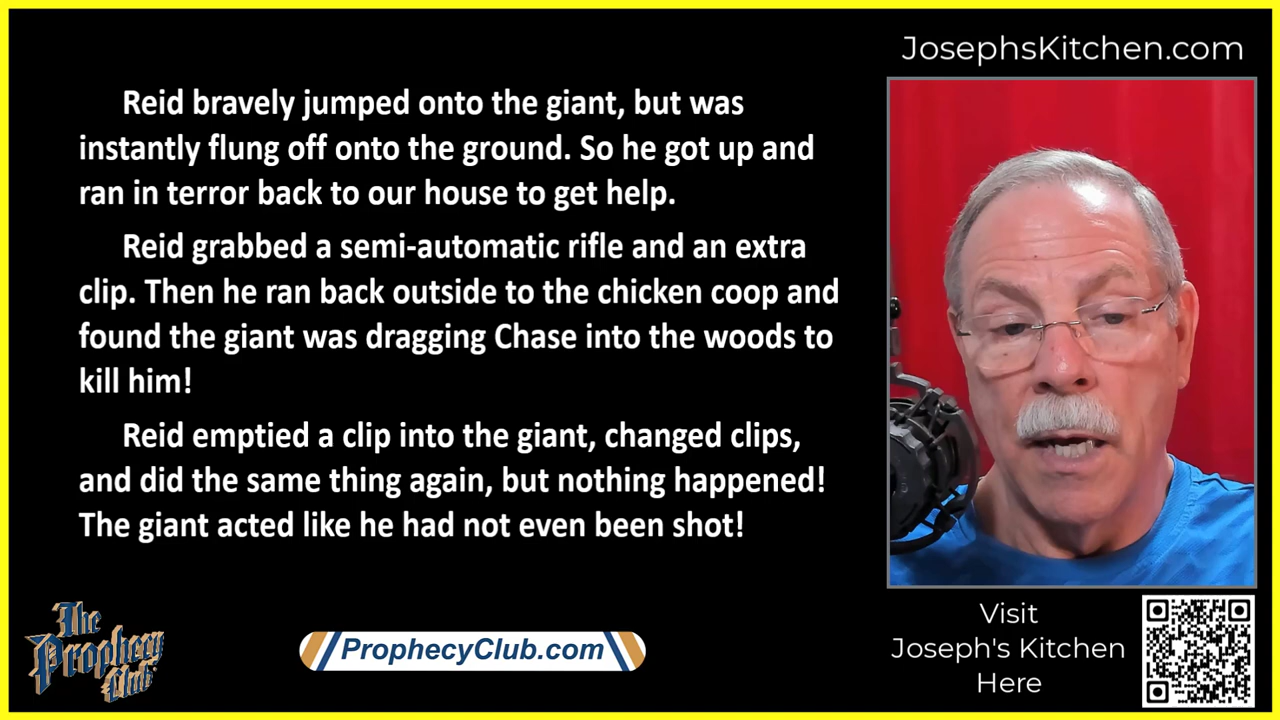 JosephsKitchen.com
Reid bravely jumped onto the giant, but was
instantly flung off onto the ground. So he got up and
ran in terror back to our house to get help.
Reid grabbed a semi-automatic rifle and an extra
clip. Then he ran back outside to the chicken coop and
found the giant was dragging Chase into the woods to
kill him!
Reid emptied a clip into the giant, changed clips,
and did the same thing again, but nothing happened!
The giant acted like he had not even been shot!
The
Prophecy
Club
ProphecyClub.com
Visit
Joseph's Kitchen
Here